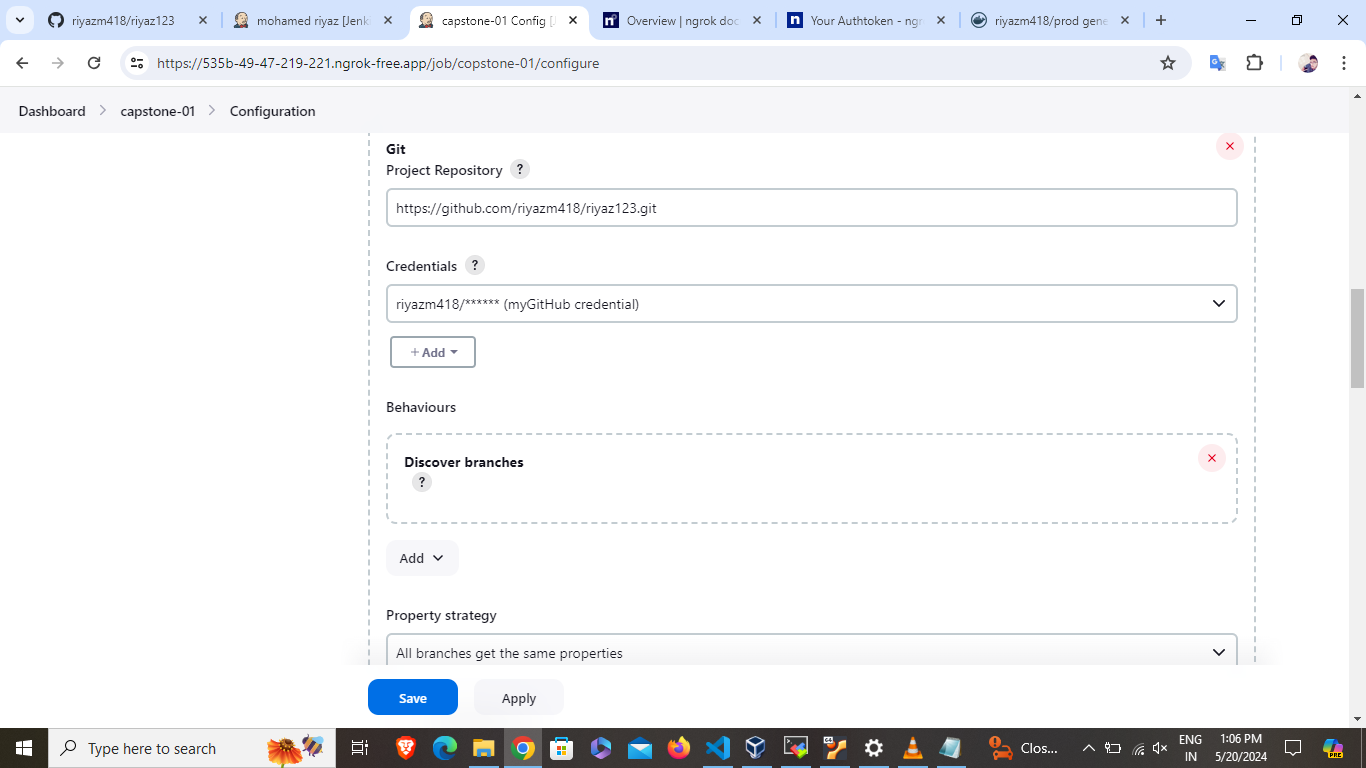 riyazm418/riyaz123
mohamed riyaz [Jenk
capstone-01 Config [J
Overview | ngrok doc
Your Authtoken - ngr
riyazm418/prod gene
https://535b-49-47-219-221.ngrok-free.app/job/copstone-01/configure
Dashboard
capstone-01
Configuration
Git
Project Repository ?
https://github.com/riyazm418/riyaz123.git
Credentials ?
riyazm418/****** (myGitHub credential)
+ Add
Behaviours
Discover branches
?
Add
Property strategy
All branches get the same properties
Save
Apply
Type here to search
Clos...
ENG
IN
1:06 PM
5/20/2024
PRE